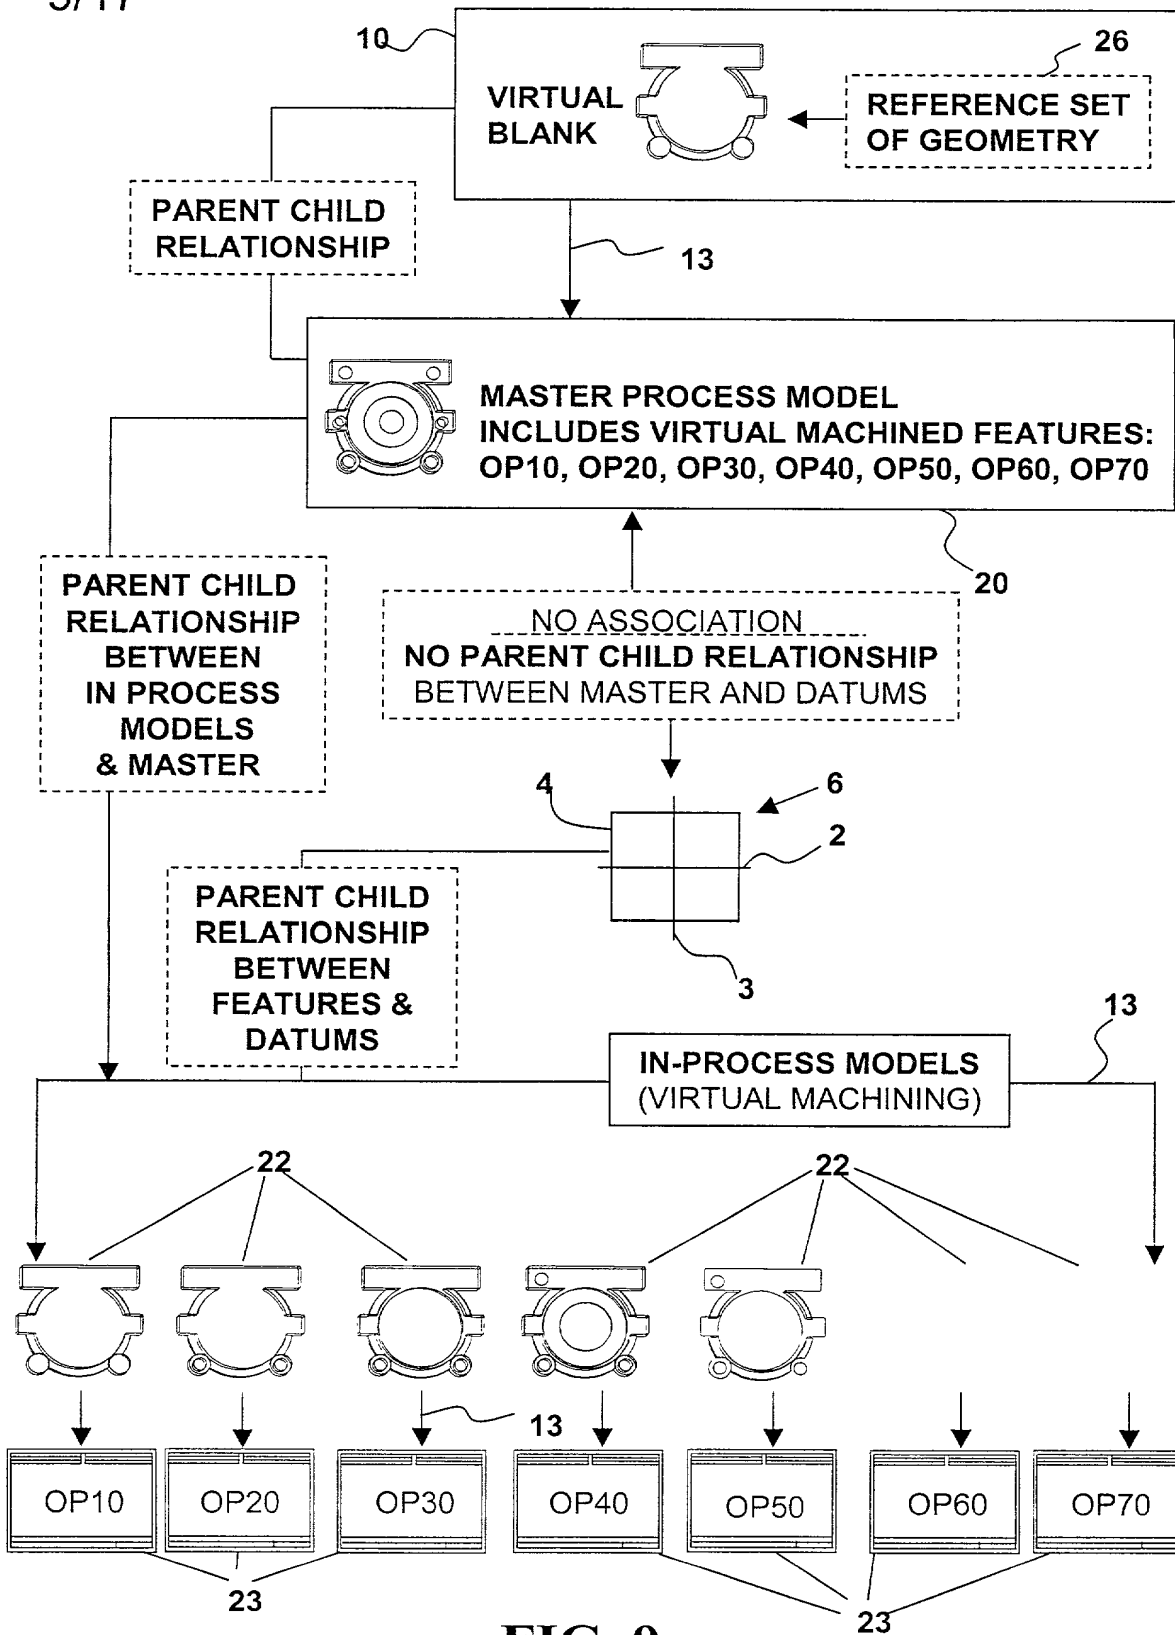 10
26
VIRTUAL
BLANK
REFERENCE SET
OF GEOMETRY
PARENT CHILD
RELATIONSHIP
13
MASTER PROCESS MODEL
INCLUDES VIRTUAL MACHINED FEATURES:
OP10, OP20, OP30, OP40, OP50, OP60, OP70
20
PARENT CHILD
RELATIONSHIP
BETWEEN
IN PROCESS
MODELS
& MASTER
NO ASSOCIATION
NO PARENT CHILD RELATIONSHIP
BETWEEN MASTER AND DATUMS
4
6
2
3
PARENT CHILD
RELATIONSHIP
BETWEEN
FEATURES &
DATUMS
13
IN-PROCESS MODELS
(VIRTUAL MACHINING)
22
22
13
OP10
OP20
OP30
OP40
OP50
OP60
OP70
23
23